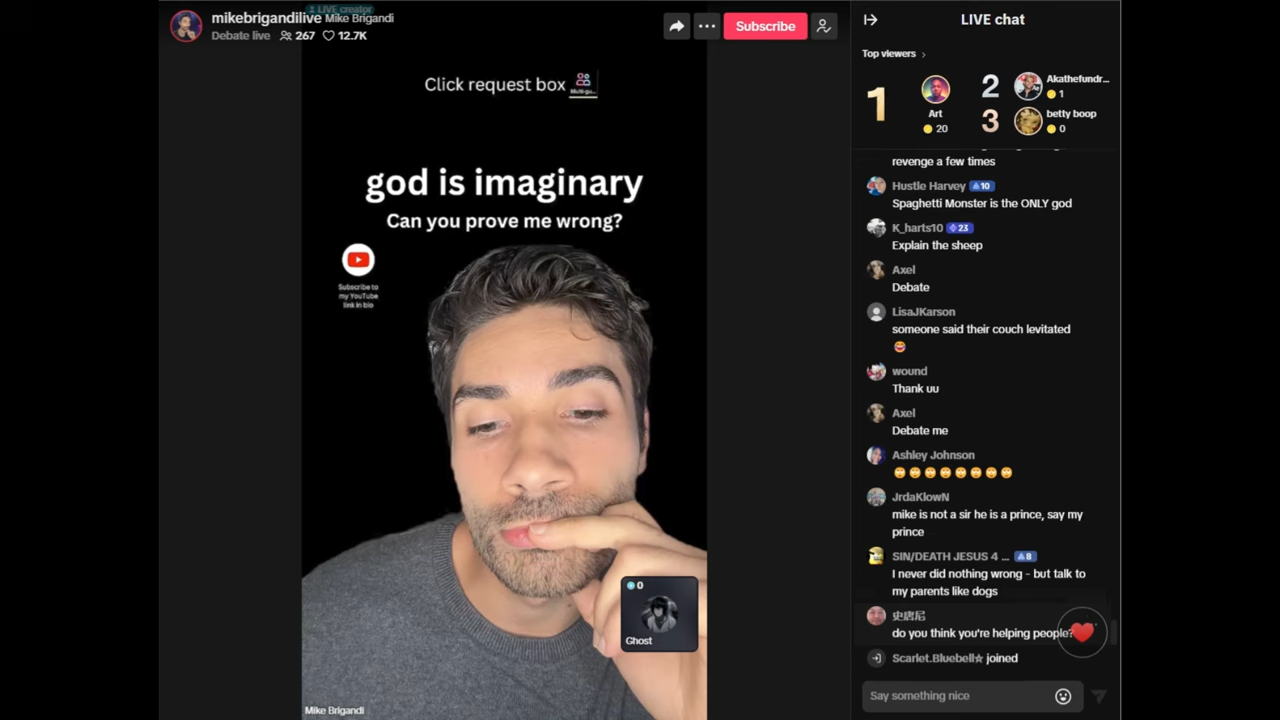 LIVE creator
mikebrigandilive Mike Brigandi
Debate live 267 12.7K
Subscribe
Click request box
god is imaginary
Can you prove me wrong?
Subscribe to
my YouTube
link in bio
0
Ghost
Mike Brigandi
LIVE chat
Top viewers
1
Art
20
2
Akathefundr...
1
3
betty boop
0
revenge a few times
Hustle Harvey 10
Spaghetti Monster is the ONLY god
K_harts10 23
Explain the sheep
Axel
Debate
LisaJKarson
someone said their couch levitated
wound
Thank uu
Axel
Debate me
Ashley Johnson
JrdaKlowN
mike is not a sir he is a prince, say my
prince
SIN/DEATH JESUS 4 ... 8
I never did nothing wrong - but talk to
my parents like dogs
史唐尼
do you think you're helping people?
Scarlet.Bluebell☆ joined
Say something nice